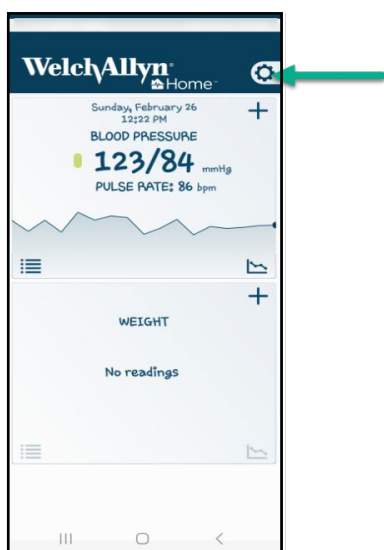 WelchAllyn®
Home™
Sunday, February 26
12:22 PM
BLOOD PRESSURE
123/84 mmHg
PULSE RATE: 86 bpm
WEIGHT
No readings